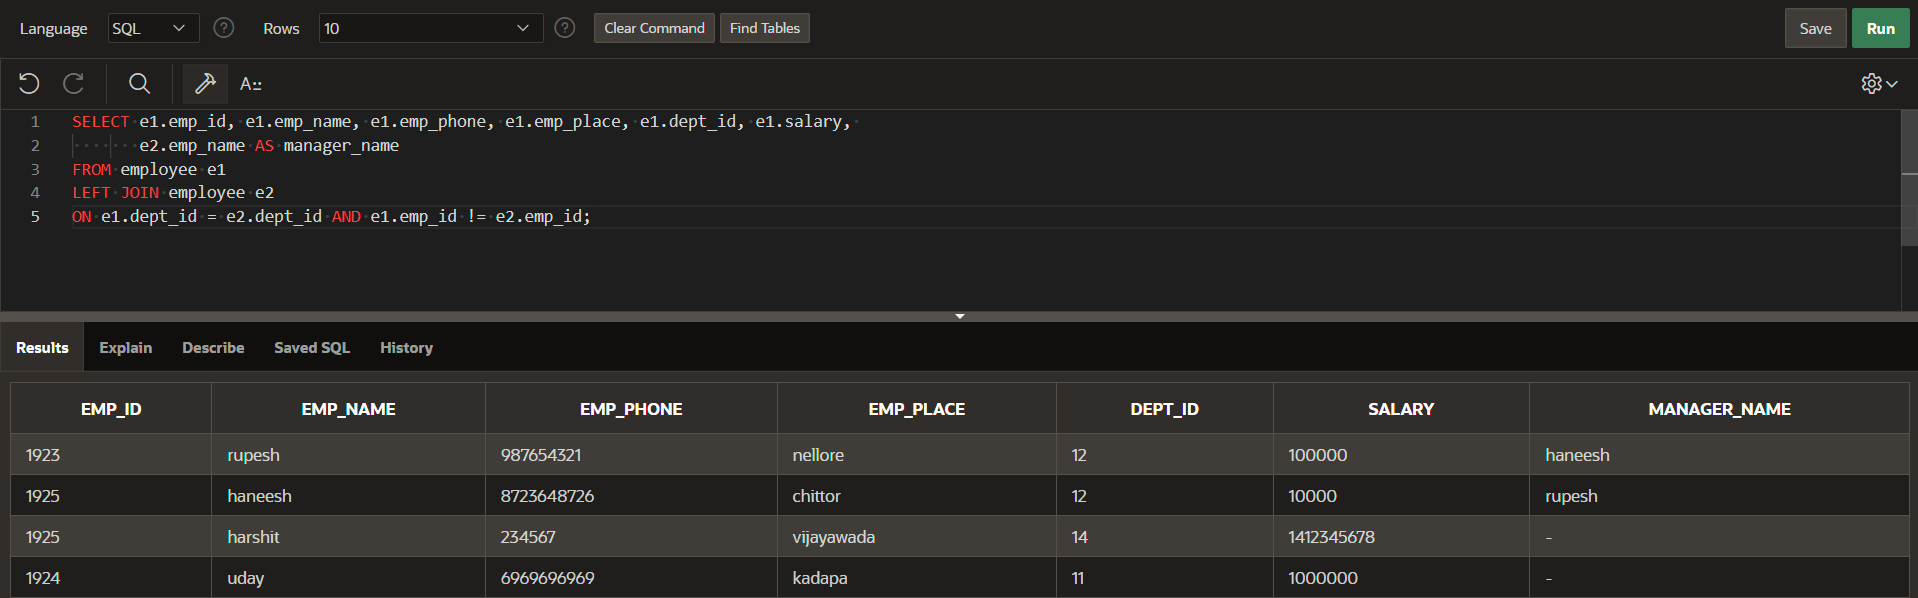 Language SQL ? Rows 10 ? Clear Command Find Tables Save Run
A::
1 SELECT e1.emp_id, e1.emp_name, e1.emp_phone, e1.emp_place, e1.dept_id, e1.salary,
2 e2.emp_name AS manager_name
3 FROM employee e1
4 LEFT JOIN employee e2
5 ON e1.dept_id = e2.dept_id AND e1.emp_id != e2.emp_id;
Results Explain Describe Saved SQL History
EMP_ID EMP_NAME EMP_PHONE EMP_PLACE DEPT_ID SALARY MANAGER_NAME
1923 rupesh 987654321 nellore 12 100000 haneesh
1925 haneesh 8723648726 chittor 12 10000 rupesh
1925 harshit 234567 vijayawada 14 1412345678 -
1924 uday 6969696969 kadapa 11 1000000 -